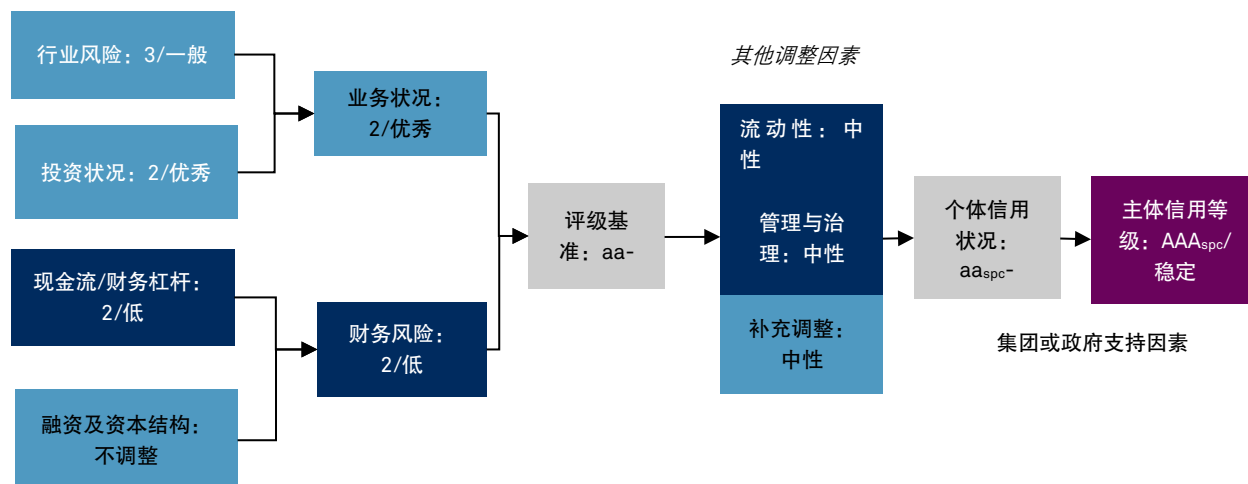 行业风险：3/一般
投资状况：2/优秀
现金流/财务杠杆：
2/低
融资及资本结构：
不调整
业务状况：
2/优秀
财务风险：
2/低
评级基
准：aa-
其他调整因素
流动性：中
性
管理与治
理：中性
补充调整：
中性
个体信用
状况：
aaspc-
主体信用等
级：AAAspc/
稳定
集团或政府支持因素